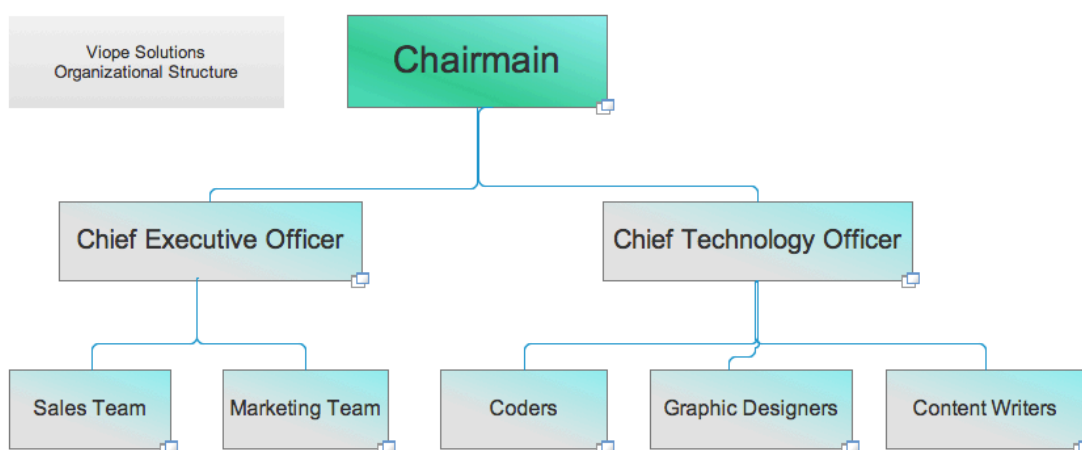 Viope Solutions
Organizational Structure
Chairmain
Chief Executive Officer
Chief Technology Officer
Sales Team
Marketing Team
Coders
Graphic Designers
Content Writers